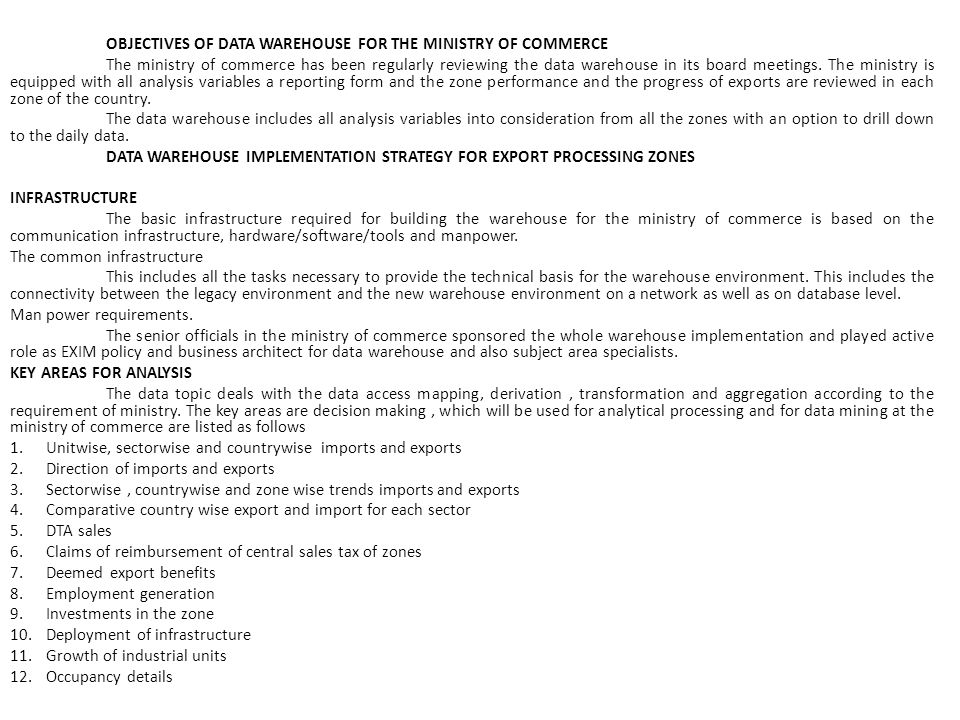 OBJECTIVES OF DATA WAREHOUSE FOR THE MINISTRY OF COMMERCE
The ministry of commerce has been regularly reviewing the data warehouse in its board meetings. The ministry is
equipped with all analysis variables a reporting form and the zone performance and the progress of exports are reviewed in each
zone of the country.
The data warehouse includes all analysis variables into consideration from all the zones with an option to drill down
to the daily data.
DATA WAREHOUSE IMPLEMENTATION STRATEGY FOR EXPORT PROCESSING ZONES
INFRASTRUCTURE
The basic infrastructure required for building the warehouse for the ministry of commerce is based on the
communication infrastructure, hardware/software/tools and manpower.
The common infrastructure
This includes all the tasks necessary to provide the technical basis for the warehouse environment. This includes the
connectivity between the legacy environment and the new warehouse environment on a network as well as on database level.
Man power requirements.
The senior officials in the ministry of commerce sponsored the whole warehouse implementation and played active
role as EXIM policy and business architect for data warehouse and also subject area specialists.
KEY AREAS FOR ANALYSIS
The data topic deals with the data access mapping, derivation , transformation and aggregation according to the
requirement of ministry. The key areas are decision making , which will be used for analytical processing and for data mining at the
ministry of commerce are listed as follows
1. Unitwise, sectorwise and countrywise imports and exports
2. Direction of imports and exports
3. Sectorwise , countrywise and zone wise trends imports and exports
4. Comparative country wise export and import for each sector
5. DTA sales
6. Claims of reimbursement of central sales tax of zones
7. Deemed export benefits
8. Employment generation
9. Investments in the zone
10. Deployment of infrastructure
11. Growth of industrial units
12. Occupancy details